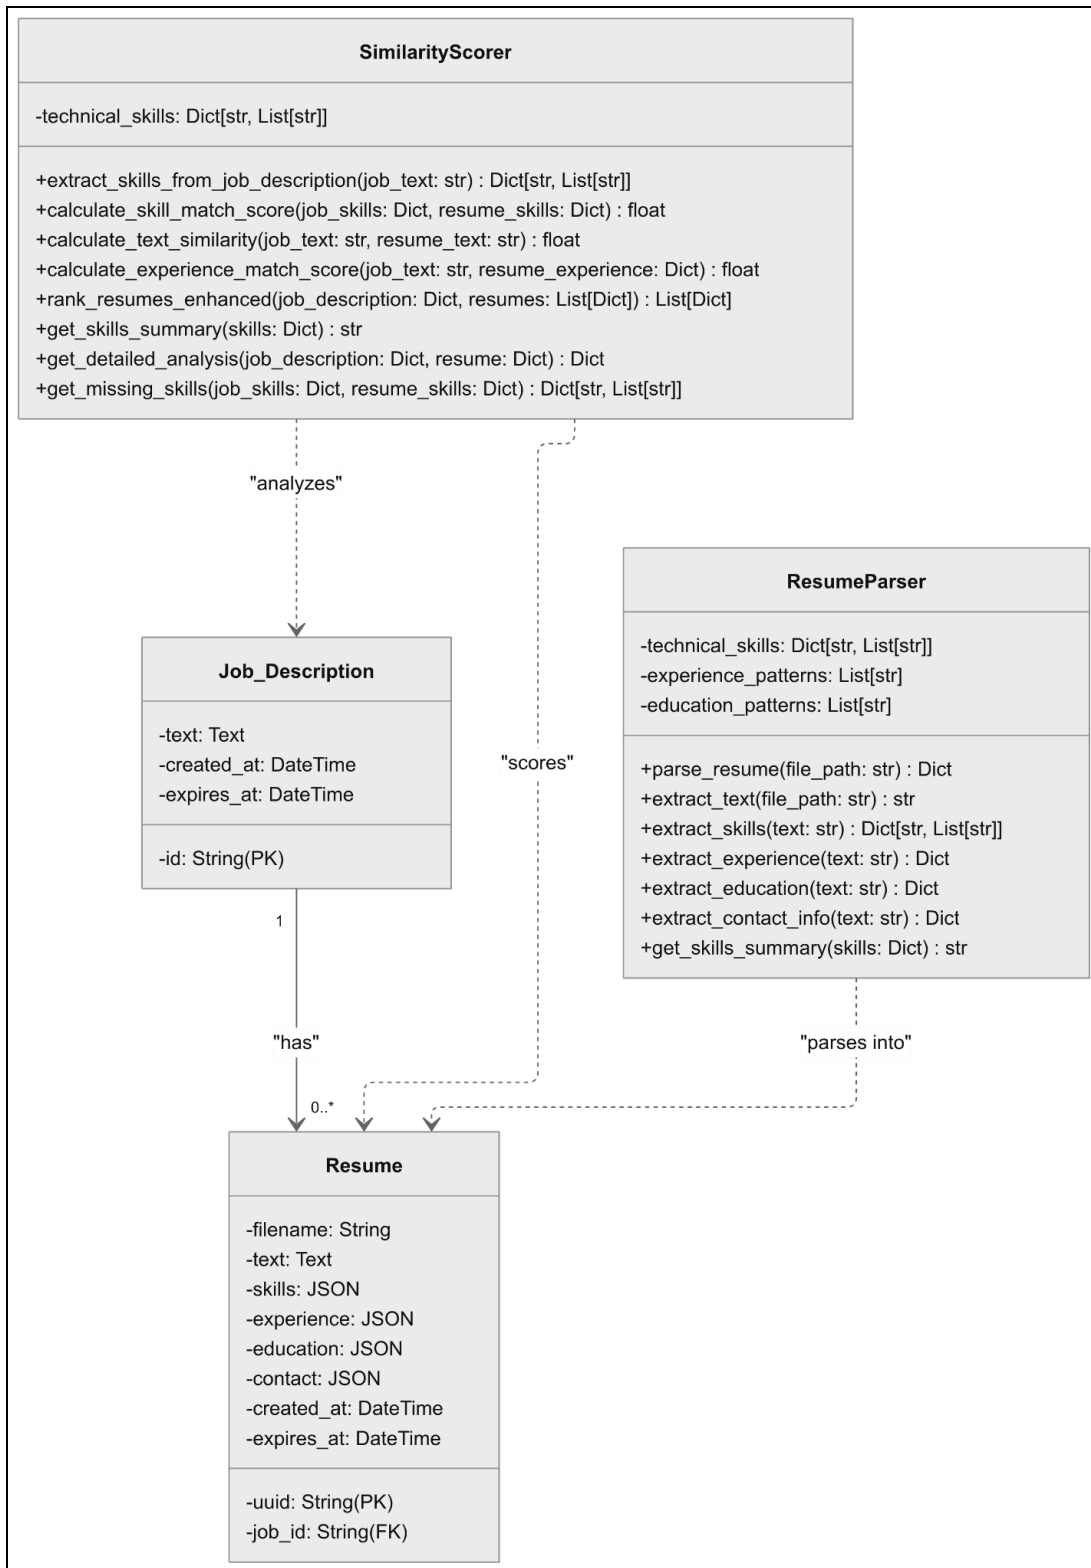 SimilarityScorer
-technical_skills: Dict[str, List[str]]
+extract_skills_from_job_description(job_text: str) : Dict[str, List[str]]
+calculate_skill_match_score(job_skills: Dict, resume_skills: Dict) : float
+calculate_text_similarity(job_text: str, resume_text: str) : float
+calculate_experience_match_score(job_text: str, resume_experience: Dict) : float
+rank_resumes_enhanced(job_description: Dict, resumes: List[Dict]) : List[Dict]
+get_skills_summary(skills: Dict) : str
+get_detailed_analysis(job_description: Dict, resume: Dict) : Dict
+get_missing_skills(job_skills: Dict, resume_skills: Dict) : Dict[str, List[str]]
"analyzes"
ResumeParser
-technical_skills: Dict[str, List[str]]
-experience_patterns: List[str]
-education_patterns: List[str]
+parse_resume(file_path: str) : Dict
+extract_text(file_path: str) : str
+extract_skills(text: str) : Dict[str, List[str]]
+extract_experience(text: str) : Dict
+extract_education(text: str) : Dict
+extract_contact_info(text: str) : Dict
+get_skills_summary(skills: Dict) : str
Job_Description
-text: Text
-created_at: DateTime
-expires_at: DateTime
-id: String(PK)
"scores"
1
"has"
0..*
"parses into"
Resume
-filename: String
-text: Text
-skills: JSON
-experience: JSON
-education: JSON
-contact: JSON
-created_at: DateTime
-expires_at: DateTime
-uuid: String(PK)
-job_id: String(FK)